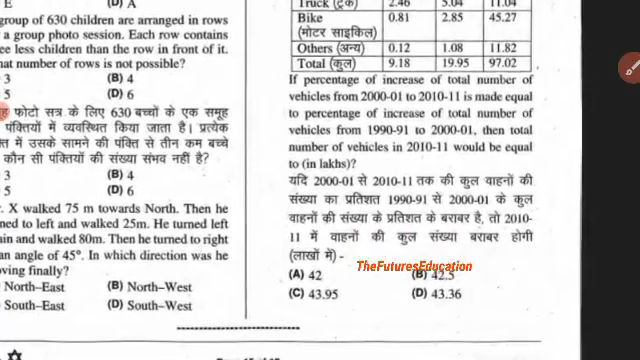 E (D) A
group of 630 children are arranged in rows
a group photo session. Each row contains
ee less children than the row in front of it.
hat number of rows is not possible?
3 (B) 4
5 (D) 6
फोटो सत्र के लिए 630 बच्चों के एक समूह
पंक्तियों में व्यवस्थित किया जाता है। प्रत्येक
में उसके सामने की पंक्ति से तीन कम बच्चे
कौन सी पंक्तियों की संख्या संभव नहीं है?
3 (B) 4
5 (D) 6
. X walked 75 m towards North. Then he
ned to left and walked 25m. He turned left
ain and walked 80m. Then he turned to right
an angle of 45°. In which direction was he
oving finally?
North–East (B) North–West
South–East (D) South–West
Truck (ट्रक) 2.46 5.04 11.04
Bike 0.81 2.85 45.27
(मोटर साइकिल)
Others (अन्य) 0.12 1.08 11.82
Total (कुल) 9.18 19.95 97.02
If percentage of increase of total number of
vehicles from 2000-01 to 2010-11 is made equal
to percentage of increase of total number of
vehicles from 1990-91 to 2000-01, then total
number of vehicles in 2010-11 would be equal
to (in lakhs)?
यदि 2000-01 से 2010-11 तक की कुल वाहनों की
संख्या का प्रतिशत 1990-91 से 2000-01 के कुल
वाहनों की संख्या के प्रतिशत के बराबर है, तो 2010-
11 में वाहनों की कुल संख्या बराबर होगी
(लाखों में) -
TheFuturesEducation
(A) 42 (B) 42.5
(C) 43.95 (D) 43.36